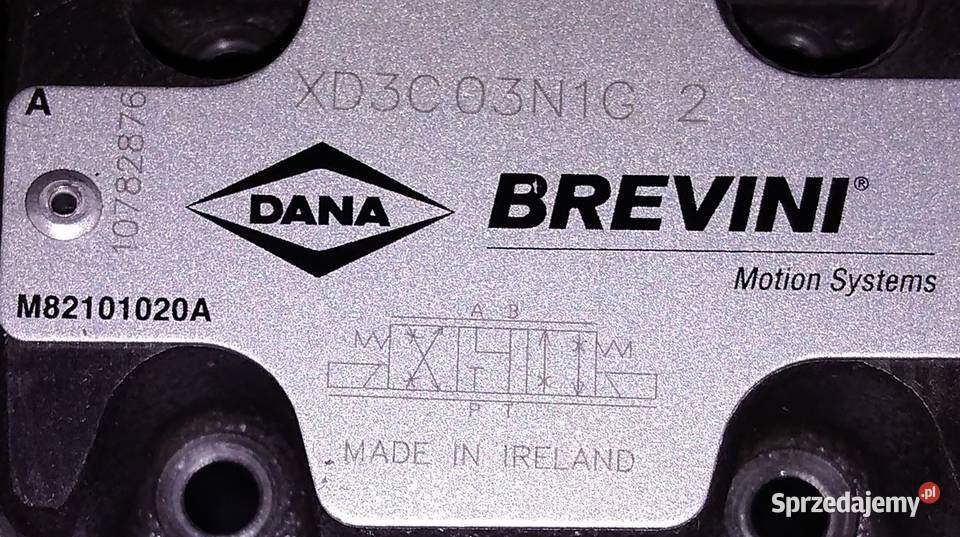 XD3C03N1G 2
A
10782876
DANA
BREVINI®
Motion Systems
M82101020A
A B
P T
MADE IN IRELAND
Sprzedajemy.pl